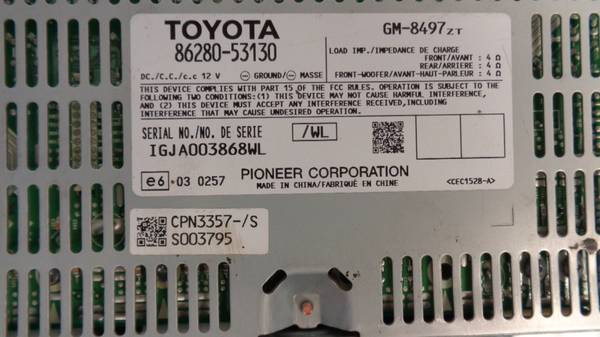 TOYOTA
GM-8497ZT
86280-53130
LOAD IMP./IMPEDANCE DE CHARGE
FRONT/AVANT : 4 Ω
REAR/ARRIERE : 4 Ω
FRONT-WOOFER/AVANT-HAUT-PARLEUR : 4 Ω
DC./C.C./c.c 12 V ⊖ GROUND/⊖ MASSE
THIS DEVICE COMPLIES WITH PART 15 OF THE FCC RULES. OPERATION IS SUBJECT TO THE
FOLLOWING TWO CONDITIONS:(1) THIS DEVICE MAY NOT CAUSE HARMFUL INTERFERENCE,
AND (2) THIS DEVICE MUST ACCEPT ANY INTERFERENCE RECEIVED,INCLUDING
INTERFERENCE THAT MAY CAUSE UNDESIRED OPERATION.
SERIAL NO./NO. DE SERIE
/WL
IGJA003868WL
e6 03 0257
PIONEER CORPORATION
MADE IN CHINA/FABRIQUÉ EN CHINE
<CEC1528-A>
CPN3357-/S
S003795